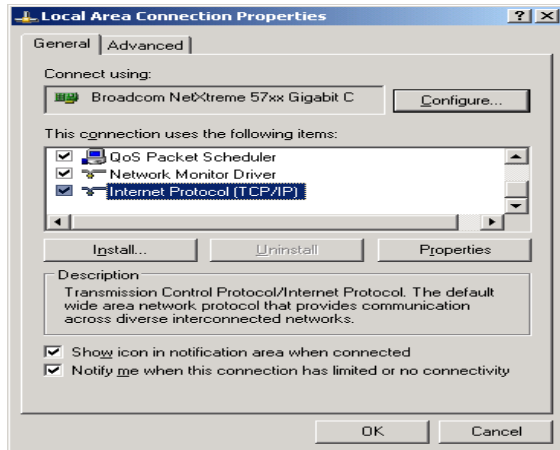 Local Area Connection Properties
General Advanced
Connect using:
Broadcom NetXtreme 57xx Gigabit C Configure...
This connection uses the following items:
QoS Packet Scheduler
Network Monitor Driver
Internet Protocol (TCP/IP)
Install... Uninstall Properties
Description
Transmission Control Protocol/Internet Protocol. The default
wide area network protocol that provides communication
across diverse interconnected networks.
Show icon in notification area when connected
Notify me when this connection has limited or no connectivity
OK Cancel